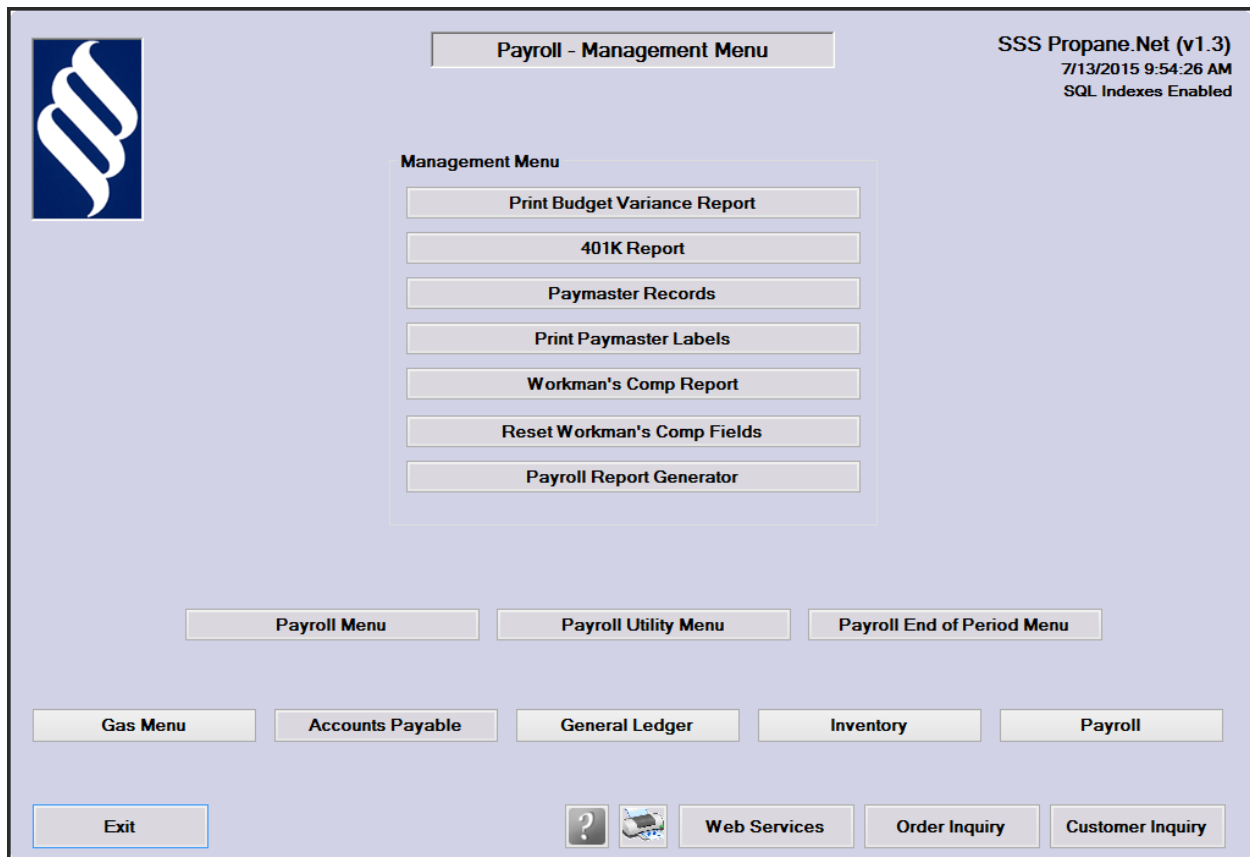 Payroll - Management Menu
SSS Propane.Net (v1.3)
7/13/2015 9:54:26 AM
SQL Indexes Enabled
Management Menu
Print Budget Variance Report
401K Report
Paymaster Records
Print Paymaster Labels
Workman's Comp Report
Reset Workman's Comp Fields
Payroll Report Generator
Payroll Menu
Payroll Utility Menu
Payroll End of Period Menu
Gas Menu
Accounts Payable
General Ledger
Inventory
Payroll
Exit
?
Web Services
Order Inquiry
Customer Inquiry